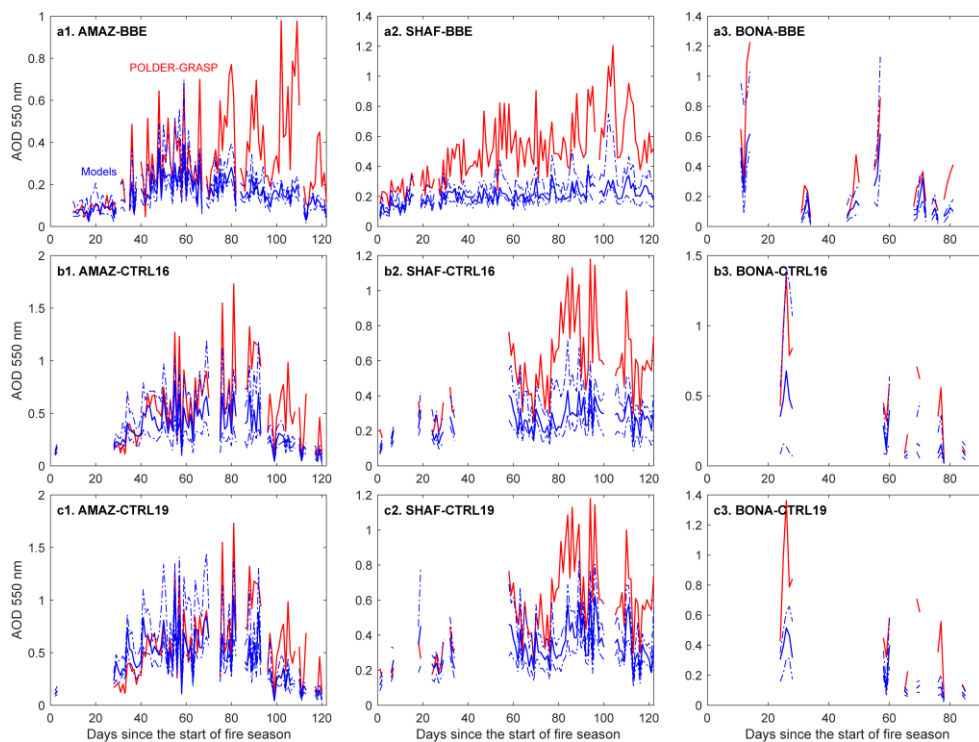 a1. AMAZ-BBE
POLDER-GRASP
Models
AOD 550 nm
0 0.2 0.4 0.6 0.8 1
0 20 40 60 80 100 120
a2. SHAF-BBE
0 0.2 0.4 0.6 0.8 1 1.2 1.4
0 20 40 60 80 100 120
a3. BONA-BBE
0 0.2 0.4 0.6 0.8 1 1.2 1.4
0 20 40 60 80
b1. AMAZ-CTRL16
AOD 550 nm
0 0.5 1 1.5 2
0 20 40 60 80 100 120
b2. SHAF-CTRL16
0 0.2 0.4 0.6 0.8 1 1.2
0 20 40 60 80 100 120
b3. BONA-CTRL16
0 0.5 1 1.5
0 20 40 60 80
c1. AMAZ-CTRL19
AOD 550 nm
0 0.5 1 1.5 2
0 20 40 60 80 100 120
Days since the start of fire season
c2. SHAF-CTRL19
0 0.2 0.4 0.6 0.8 1 1.2
0 20 40 60 80 100 120
Days since the start of fire season
c3. BONA-CTRL19
0 0.2 0.4 0.6 0.8 1 1.2 1.4
0 20 40 60 80
Days since the start of fire season